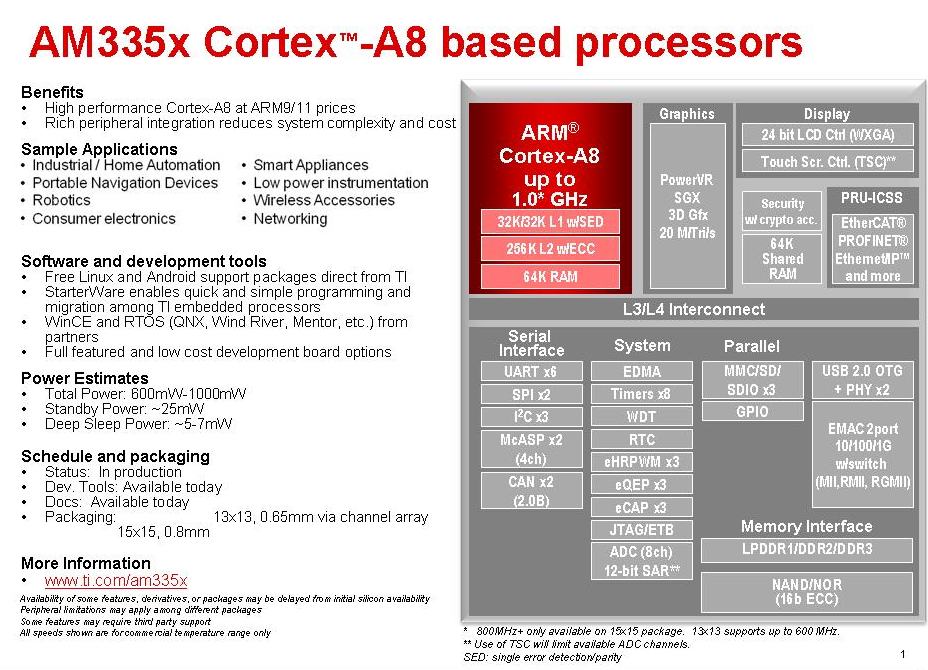 AM335x Cortex™-A8 based processors
Benefits
• High performance Cortex-A8 at ARM9/11 prices
• Rich peripheral integration reduces system complexity and cost
Sample Applications
• Industrial / Home Automation
• Portable Navigation Devices
• Robotics
• Consumer electronics
• Smart Appliances
• Low power instrumentation
• Wireless Accessories
• Networking
Software and development tools
• Free Linux and Android support packages direct from TI
• StarterWare enables quick and simple programming and
migration among TI embedded processors
• WinCE and RTOS (QNX, Wind River, Mentor, etc.) from
partners
• Full featured and low cost development board options
Power Estimates
• Total Power: 600mW-1000mW
• Standby Power: ~25mW
• Deep Sleep Power: ~5-7mW
Schedule and packaging
• Status: In production
• Dev. Tools: Available today
• Docs: Available today
• Packaging: 13x13, 0.65mm via channel array
15x15, 0.8mm
More Information
• www.ti.com/am335x
Availability of some features, derivatives, or packages may be delayed from initial silicon availability
Peripheral limitations may apply among different packages
Some features may require third party support
All speeds shown are for commercial temperature range only
ARM®
Cortex-A8
up to
1.0* GHz
32K/32K L1 w/SED
256K L2 w/ECC
64K RAM
Graphics
PowerVR
SGX
3D Gfx
20 M/Tri/s
Display
24 bit LCD Ctrl (WXGA)
Touch Scr. Ctrl. (TSC)**
Security
w/ crypto acc.
64K
Shared
RAM
PRU-ICSS
EtherCAT®
PROFINET®
Ethernet/IP™
and more
L3/L4 Interconnect
Serial
Interface
UART x6
SPI x2
I²C x3
McASP x2
(4ch)
CAN x2
(2.0B)
System
EDMA
Timers x8
WDT
RTC
eHRPWM x3
eQEP x3
eCAP x3
JTAG/ETB
ADC (8ch)
12-bit SAR**
Parallel
MMC/SD/
SDIO x3
GPIO
USB 2.0 OTG
+ PHY x2
EMAC 2port
10/100/1G
w/switch
(MII,RMII, RGMII)
Memory Interface
LPDDR1/DDR2/DDR3
NAND/NOR
(16b ECC)
* 800MHz+ only available on 15x15 package. 13x13 supports up to 600 MHz.
** Use of TSC will limit available ADC channels.
SED: single error detection/parity
1